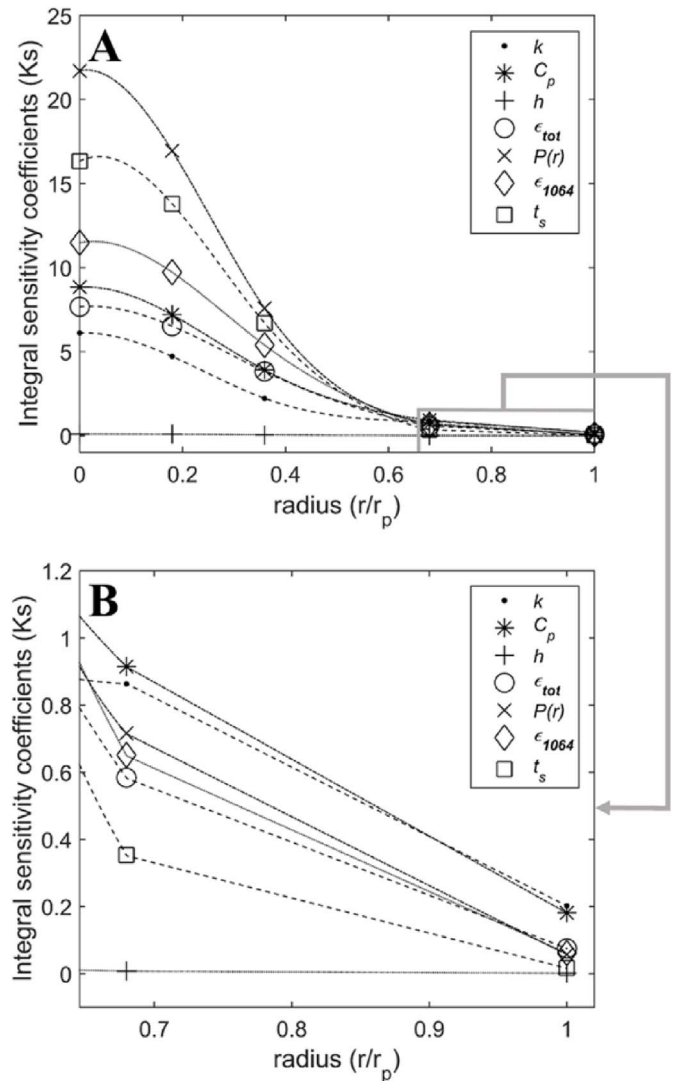 A
Integral sensitivity coefficients (Ks)
25
20
15
10
5
0
0
0.2
0.4
0.6
0.8
1
radius (r/r_p)
k
C_p
h
ϵ_tot
P(r)
ϵ_1064
t_s
B
Integral sensitivity coefficients (Ks)
1.2
1
0.8
0.6
0.4
0.2
0
0.7
0.8
0.9
1
radius (r/r_p)
k
C_p
h
ϵ_tot
P(r)
ϵ_1064
t_s